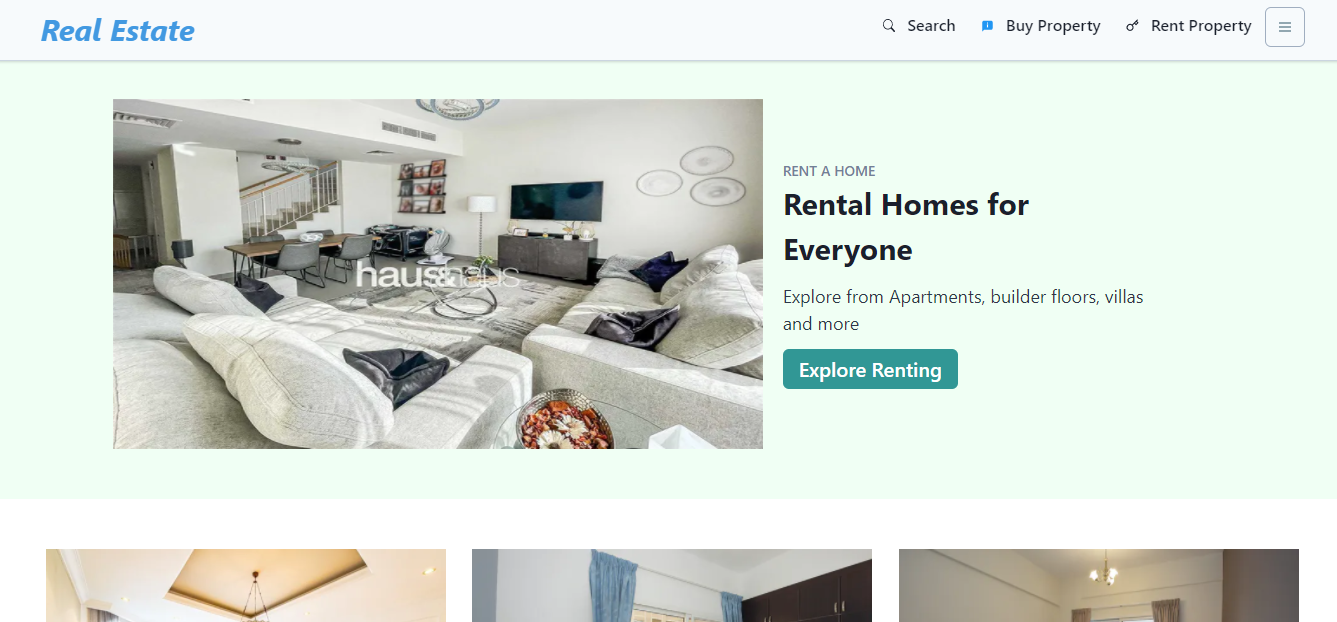 Real Estate
Search
Buy Property
Rent Property
RENT A HOME
Rental Homes for
Everyone
Explore from Apartments, builder floors, villas
and more
Explore Renting
haus&haus